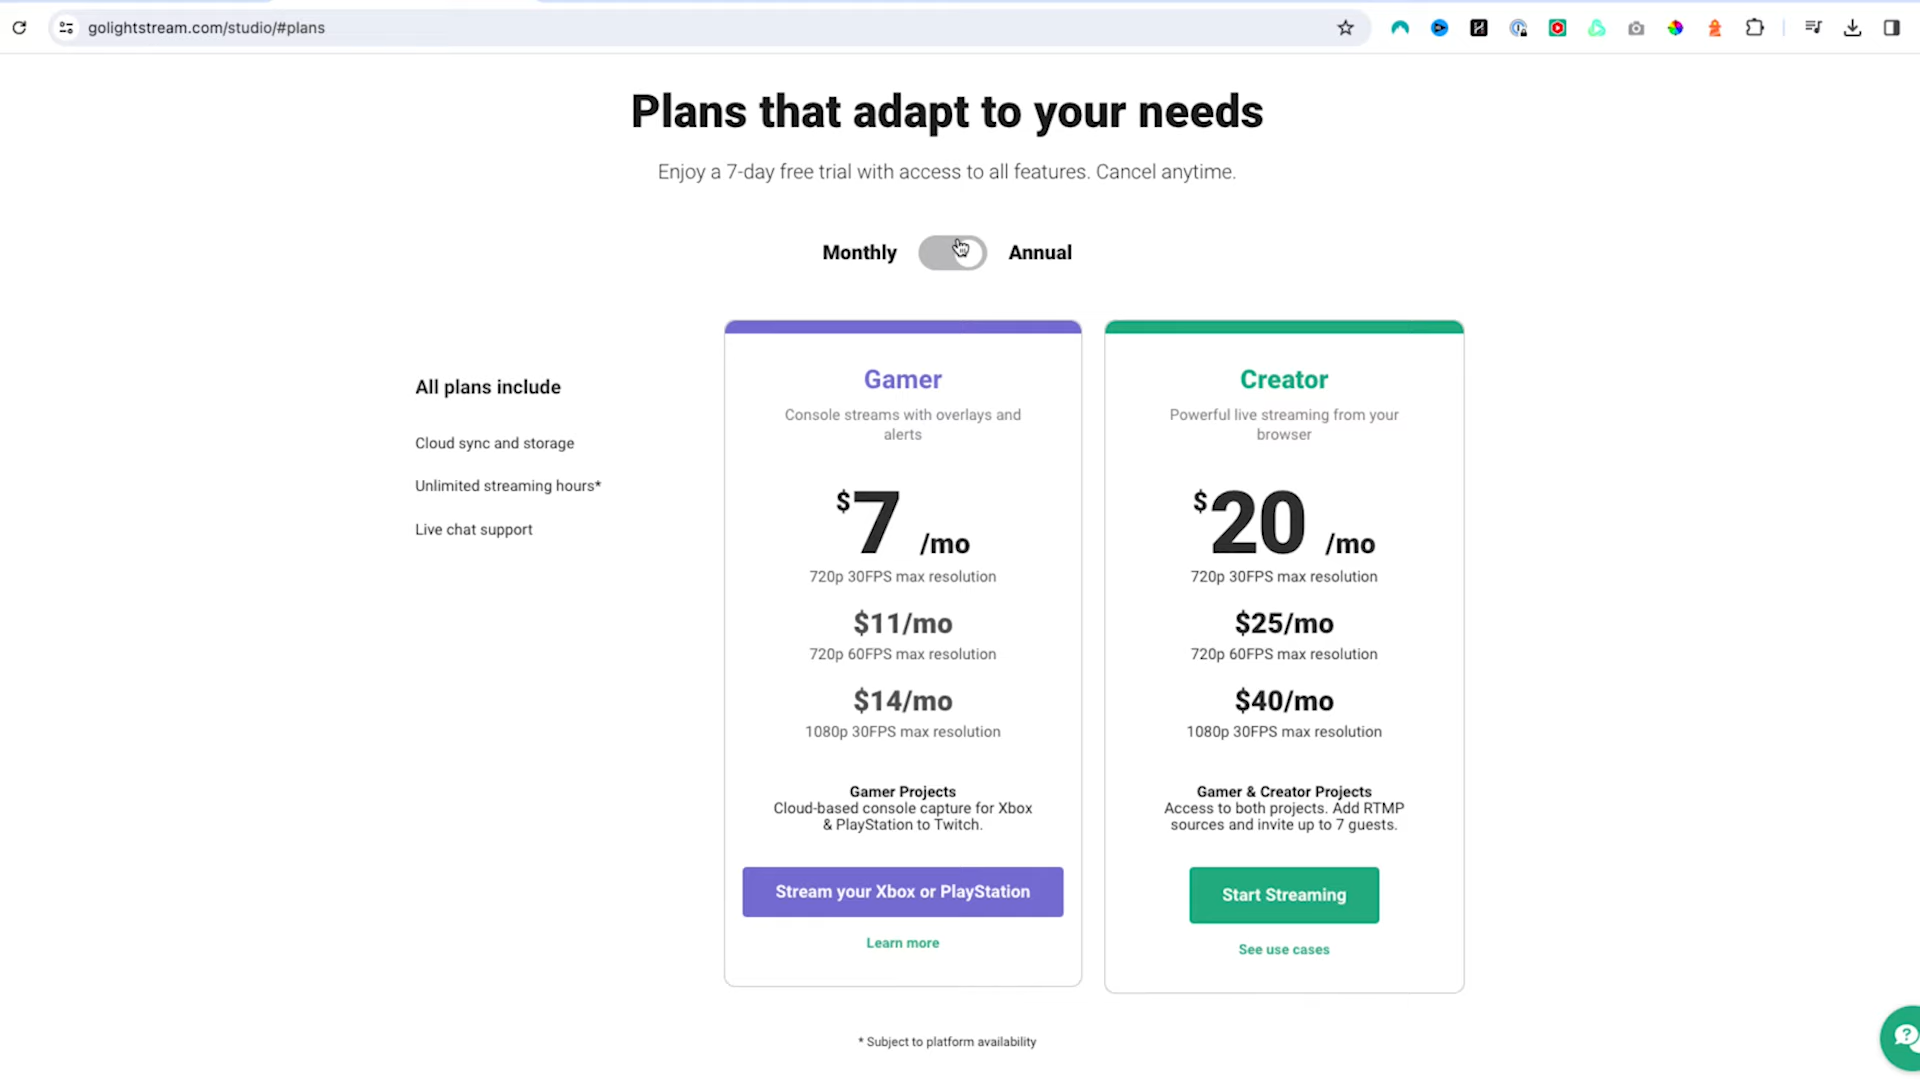 golightstream.com/studio/#plans
Plans that adapt to your needs
Enjoy a 7-day free trial with access to all features. Cancel anytime.
Monthly Annual
All plans include
Cloud sync and storage
Unlimited streaming hours*
Live chat support
Gamer
Console streams with overlays and
alerts
$7 /mo
720p 30FPS max resolution
$11/mo
720p 60FPS max resolution
$14/mo
1080p 30FPS max resolution
Gamer Projects
Cloud-based console capture for Xbox
& PlayStation to Twitch.
Stream your Xbox or PlayStation
Learn more
Creator
Powerful live streaming from your
browser
$20 /mo
720p 30FPS max resolution
$25/mo
720p 60FPS max resolution
$40/mo
1080p 30FPS max resolution
Gamer & Creator Projects
Access to both projects. Add RTMP
sources and invite up to 7 guests.
Start Streaming
See use cases
* Subject to platform availability